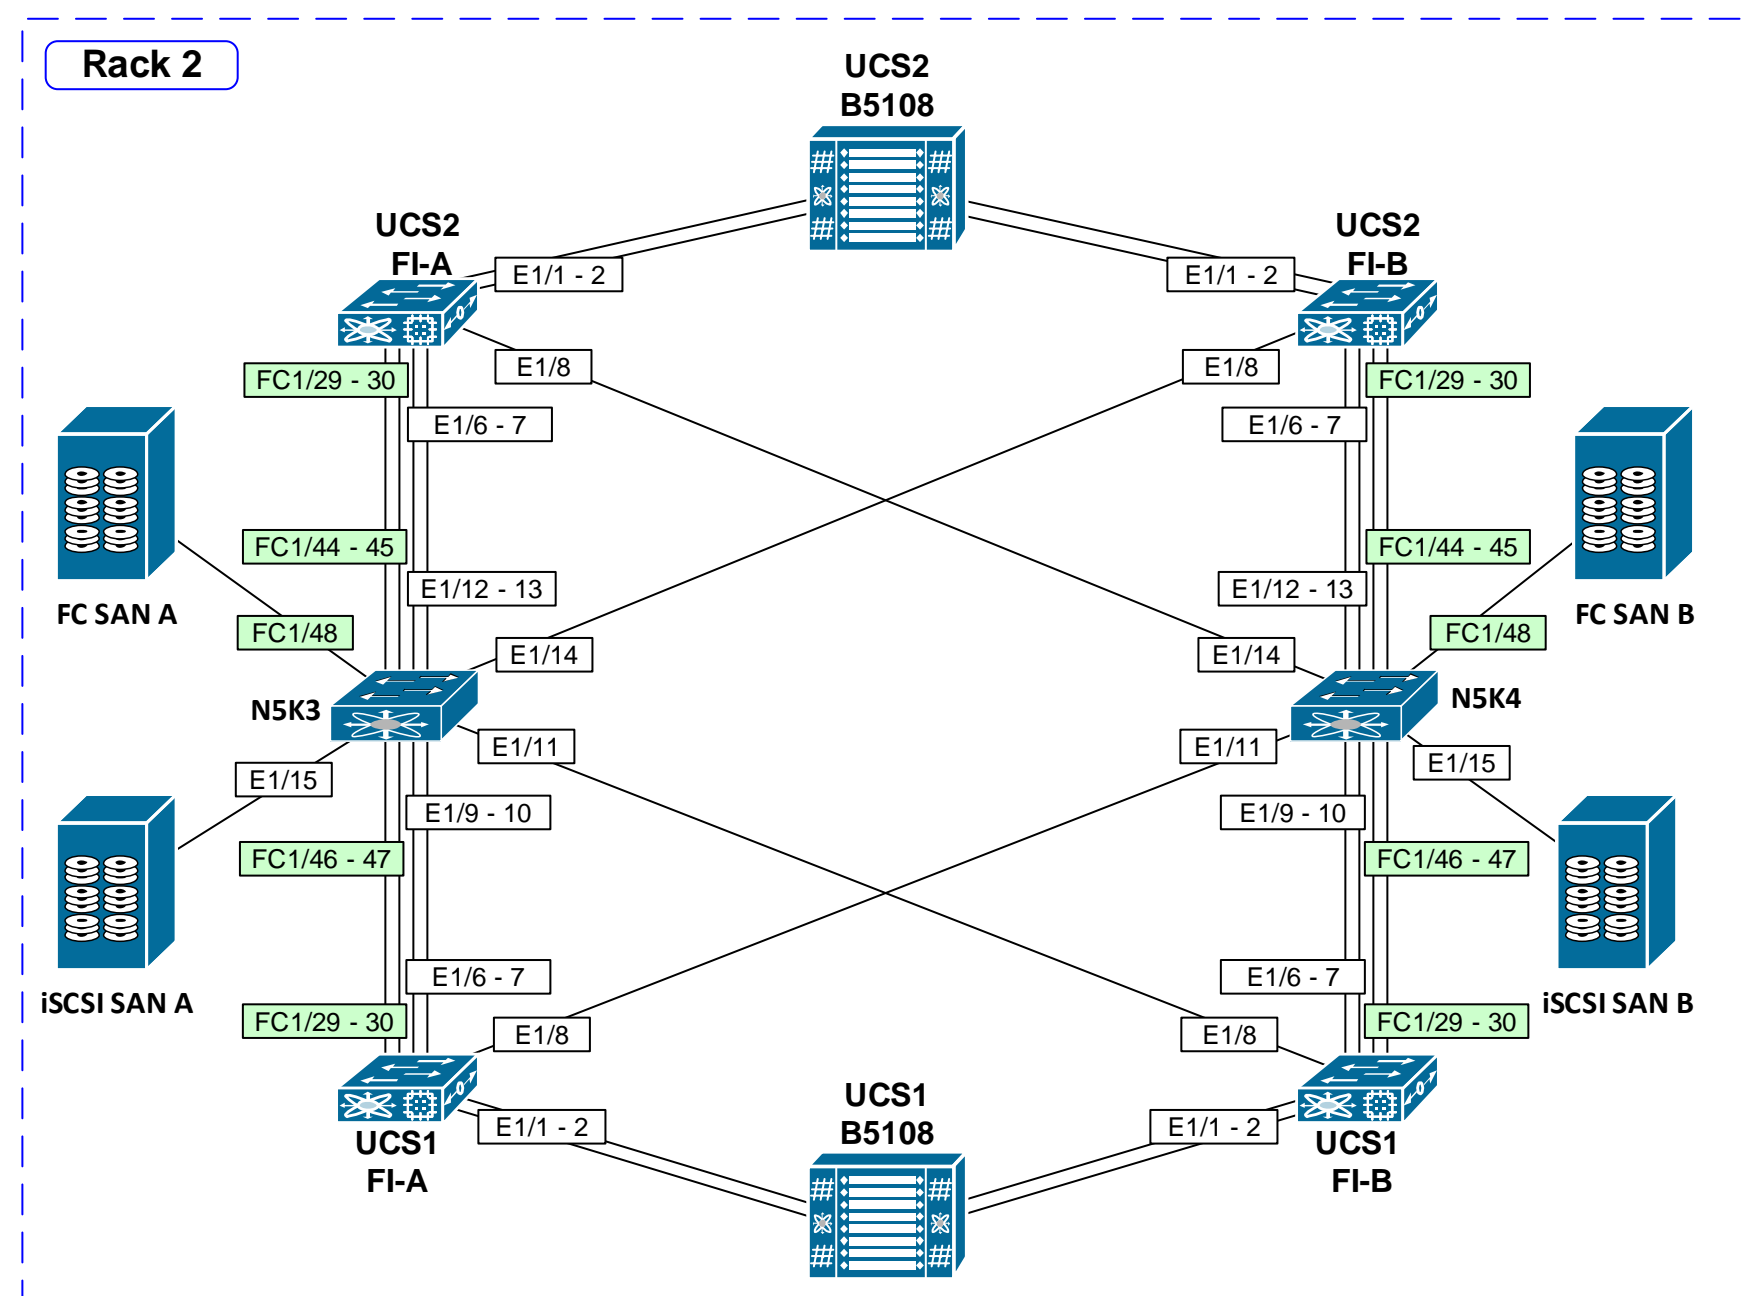 Rack 2
UCS2
B5108
UCS2
FI-A
UCS2
FI-B
E1/1 - 2
E1/1 - 2
E1/8
E1/8
FC1/29 - 30
FC1/29 - 30
E1/6 - 7
E1/6 - 7
FC1/44 - 45
FC1/44 - 45
E1/12 - 13
E1/12 - 13
FC SAN A
FC SAN B
FC1/48
FC1/48
E1/14
E1/14
N5K3
N5K4
E1/11
E1/11
E1/15
E1/15
E1/9 - 10
E1/9 - 10
FC1/46 - 47
FC1/46 - 47
E1/6 - 7
E1/6 - 7
iSCSI SAN A
iSCSI SAN B
FC1/29 - 30
FC1/29 - 30
E1/8
E1/8
UCS1
B5108
E1/1 - 2
E1/1 - 2
UCS1
FI-A
UCS1
FI-B